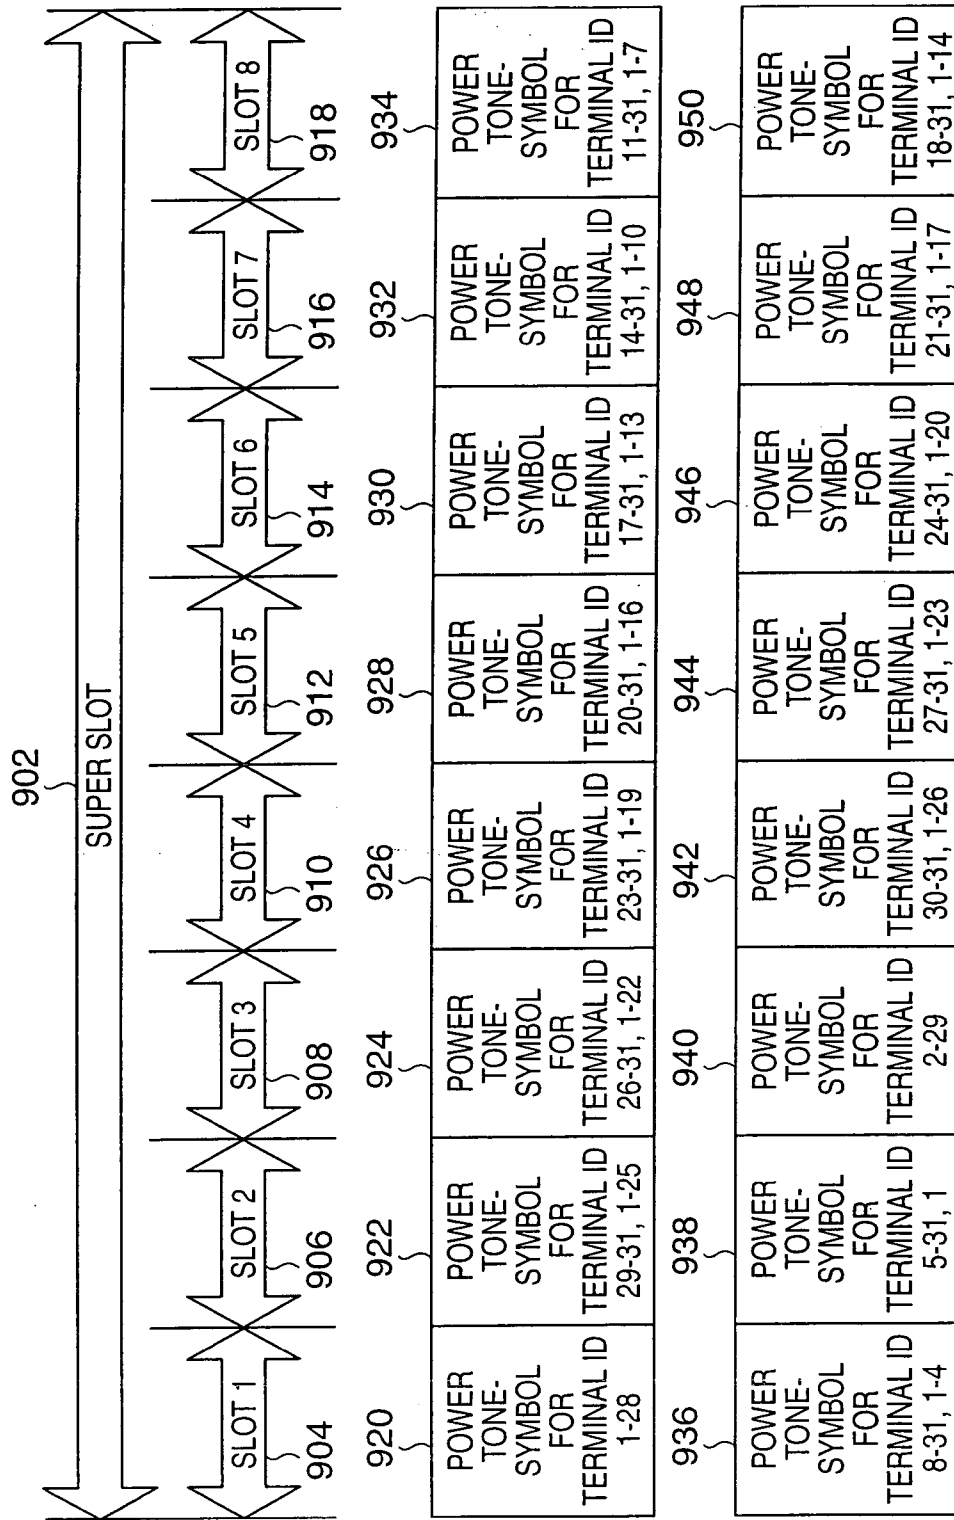 902
SUPER SLOT
SLOT 1
SLOT 2
SLOT 3
SLOT 4
SLOT 5
SLOT 6
SLOT 7
SLOT 8
904
906
908
910
912
914
916
918
920
922
924
926
928
930
932
934
POWER
TONE-
SYMBOL
FOR
TERMINAL ID
1-28
POWER
TONE-
SYMBOL
FOR
TERMINAL ID
29-31, 1-25
POWER
TONE-
SYMBOL
FOR
TERMINAL ID
26-31, 1-22
POWER
TONE-
SYMBOL
FOR
TERMINAL ID
23-31, 1-19
POWER
TONE-
SYMBOL
FOR
TERMINAL ID
20-31, 1-16
POWER
TONE-
SYMBOL
FOR
TERMINAL ID
17-31, 1-13
POWER
TONE-
SYMBOL
FOR
TERMINAL ID
14-31, 1-10
POWER
TONE-
SYMBOL
FOR
TERMINAL ID
11-31, 1-7
936
938
940
942
944
946
948
950
POWER
TONE-
SYMBOL
FOR
TERMINAL ID
8-31, 1-4
POWER
TONE-
SYMBOL
FOR
TERMINAL ID
5-31, 1
POWER
TONE-
SYMBOL
FOR
TERMINAL ID
2-29
POWER
TONE-
SYMBOL
FOR
TERMINAL ID
30-31, 1-26
POWER
TONE-
SYMBOL
FOR
TERMINAL ID
27-31, 1-23
POWER
TONE-
SYMBOL
FOR
TERMINAL ID
24-31, 1-20
POWER
TONE-
SYMBOL
FOR
TERMINAL ID
21-31, 1-17
POWER
TONE-
SYMBOL
FOR
TERMINAL ID
18-31, 1-14